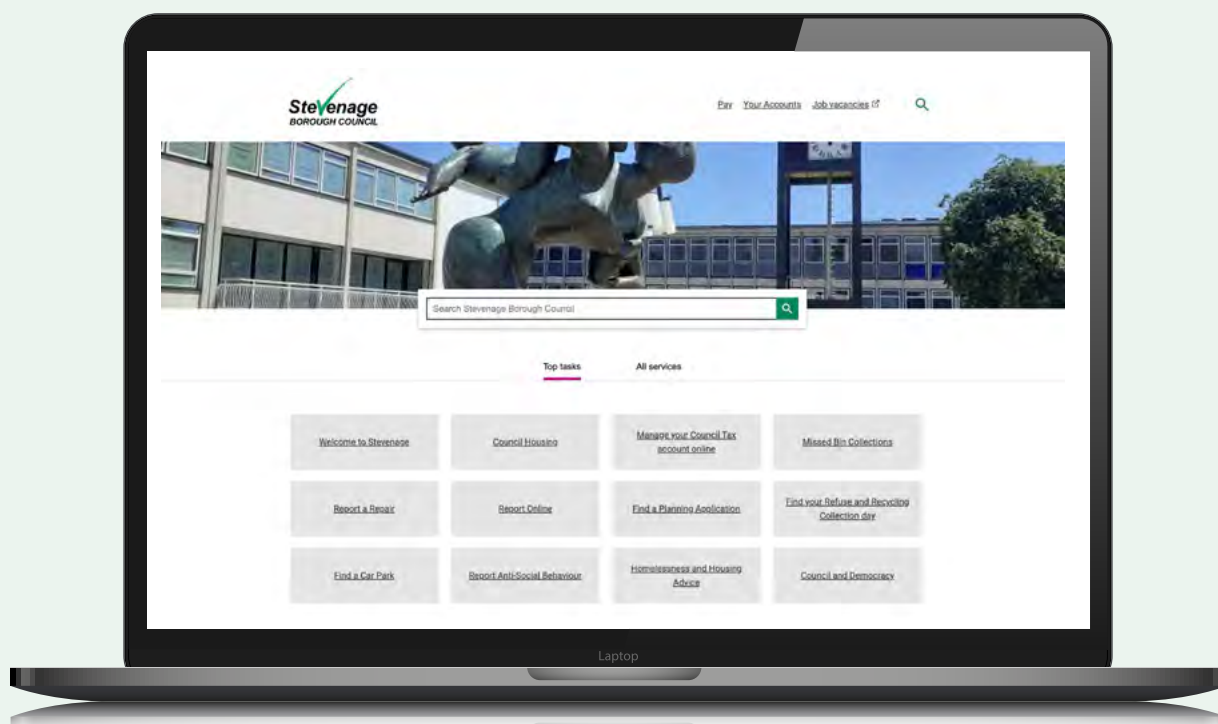 Stevenage
BOROUGH COUNCIL
Pay Your Accounts Job vacancies
Search Stevenage Borough Council
Top tasks All services
Welcome to Stevenage
Council Housing
Manage your Council Tax
account online
Missed Bin Collections
Report a Repair
Report Online
Find a Planning Application
Find your Refuse and Recycling
Collection day
Find a Car Park
Report Anti-Social Behaviour
Homelessness and Housing
Advice
Council and Democracy
Laptop